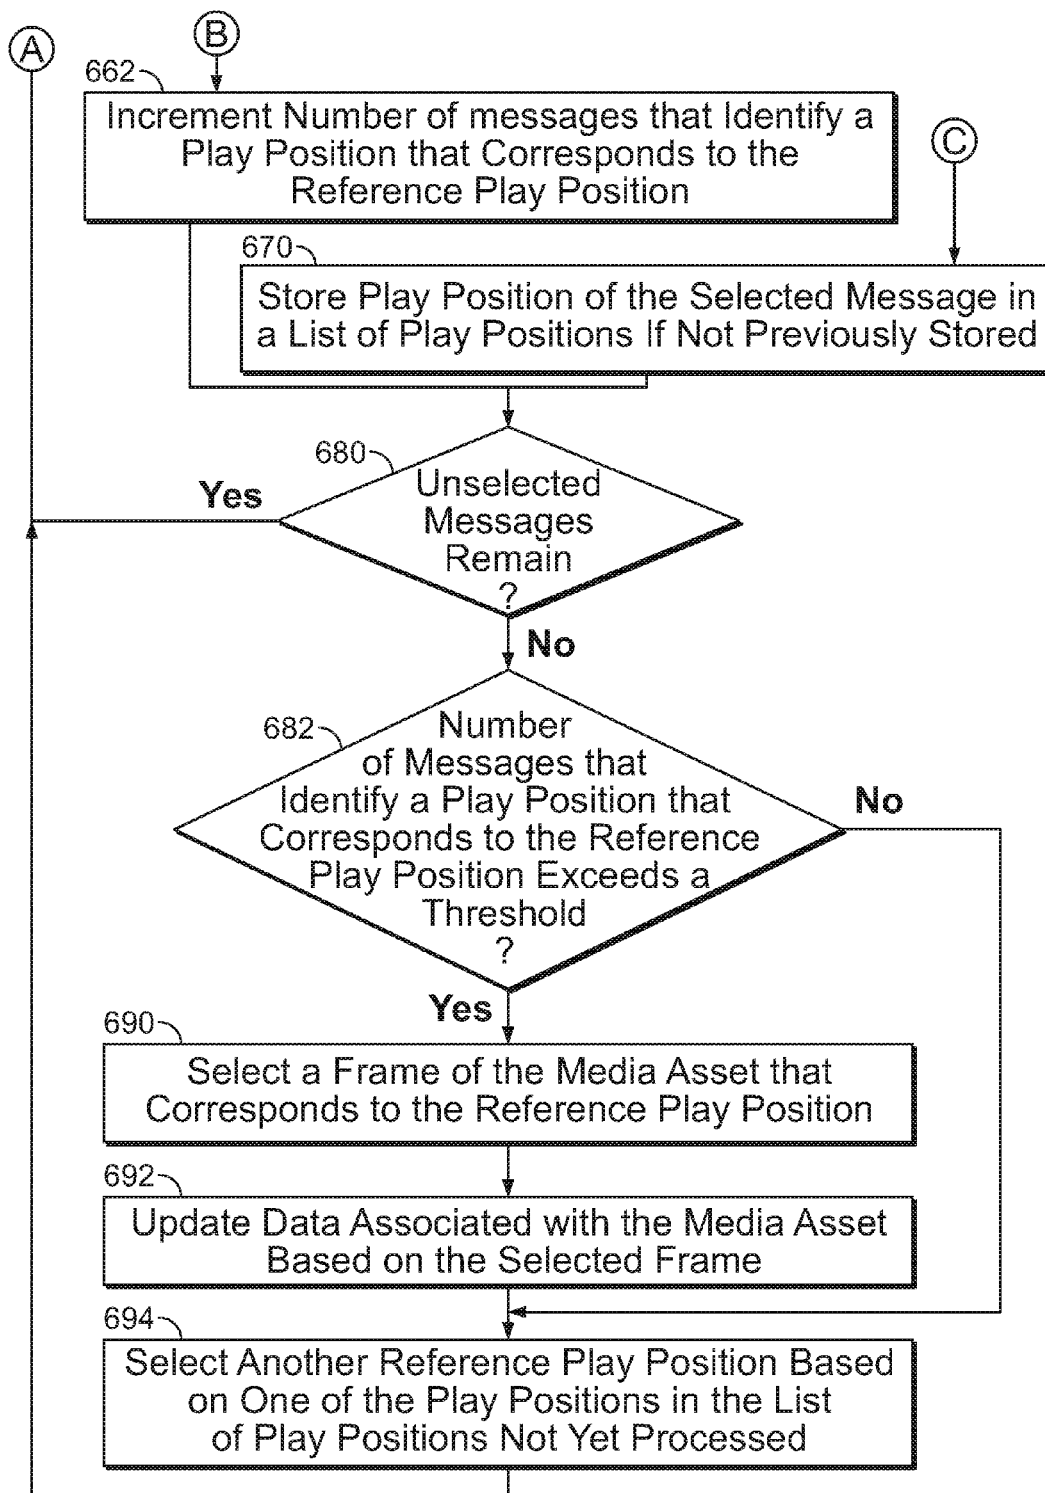 A
B
662
Increment Number of messages that Identify a
Play Position that Corresponds to the
Reference Play Position
C
670
Store Play Position of the Selected Message in
a List of Play Positions If Not Previously Stored
680
Unselected
Messages
Remain
?
Yes
No
682
Number
of Messages that
Identify a Play Position that
Corresponds to the Reference
Play Position Exceeds a
Threshold
?
No
Yes
690
Select a Frame of the Media Asset that
Corresponds to the Reference Play Position
692
Update Data Associated with the Media Asset
Based on the Selected Frame
694
Select Another Reference Play Position Based
on One of the Play Positions in the List
of Play Positions Not Yet Processed